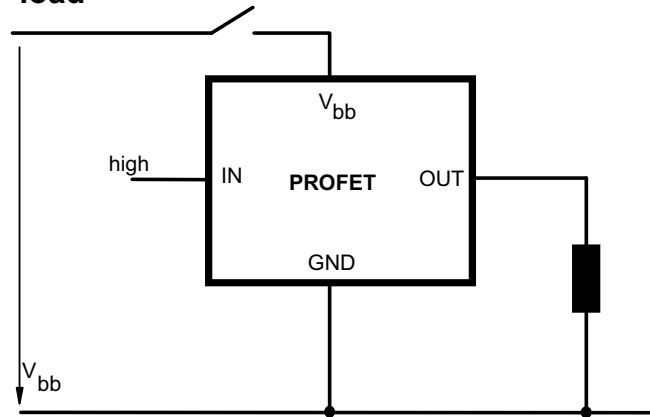 load
V bb
high
IN
PROFET
OUT
GND
V bb